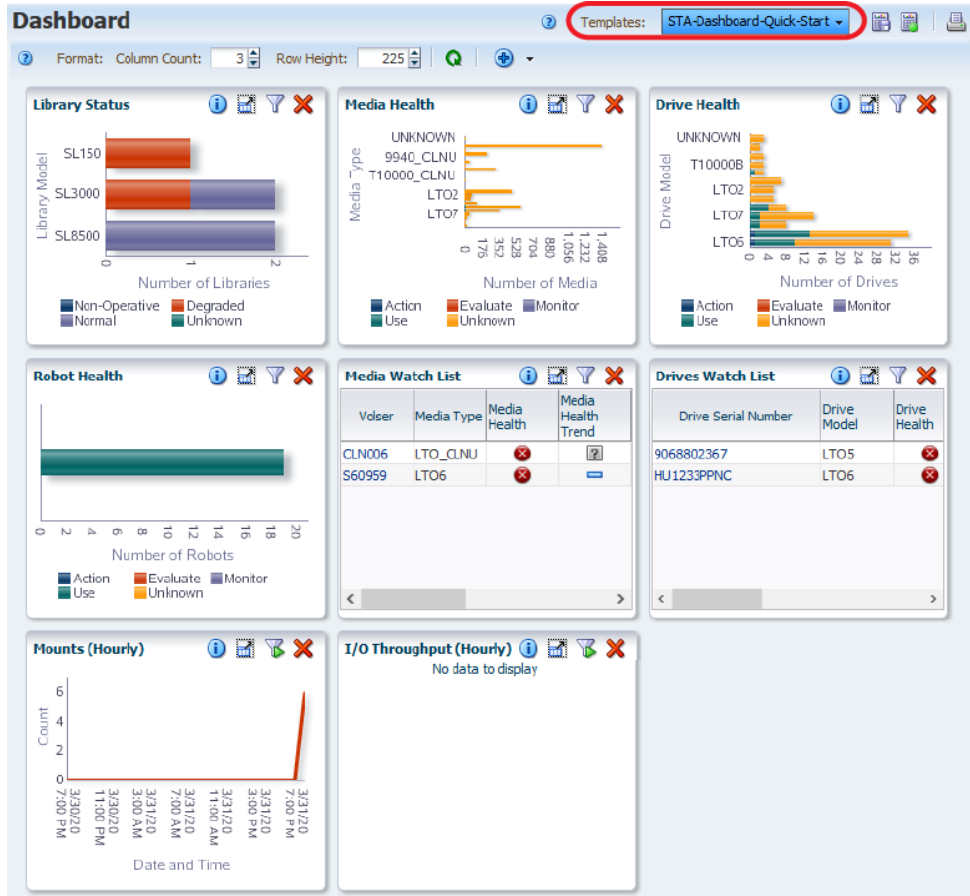 Dashboard
Templates: STA-Dashboard-Quick-Start
Format: Column Count: 3 Row Height: 225
Library Status
Library Model
SL150
SL3000
SL8500
0 1 2
Number of Libraries
Non-Operative Degraded
Normal Unknown
Media Health
Media Type
UNKNOWN
9940_CLNU
T10000_CLNU
LTO2
LTO7
0 176 352 528 704 880 1,056 1,232 1,408
Number of Media
Action Evaluate Monitor
Use Unknown
Drive Health
Drive Model
UNKNOWN
T10000B
LTO2
LTO7
LTO6
0 4 8 12 16 20 24 28 32 36
Number of Drives
Action Evaluate Monitor
Use Unknown
Robot Health
0 2 4 6 8 10 12 14 16 18 20
Number of Robots
Action Evaluate Monitor
Use Unknown
Media Watch List
Volser Media Type Media Health Media Health Trend
CLN006 LTO_CLNU
S60959 LTO6
Drives Watch List
Drive Serial Number Drive Model Drive Health
9068802367 LTO5
HU1233PPNC LTO6
Mounts (Hourly)
Count
6
4
2
0
3/30/20 7:00 PM
3/30/20 11:00 PM
3/31/20 3:00 AM
3/31/20 7:00 AM
3/31/20 11:00 AM
3/31/20 3:00 PM
3/31/20 7:00 PM
Date and Time
I/O Throughput (Hourly)
No data to display